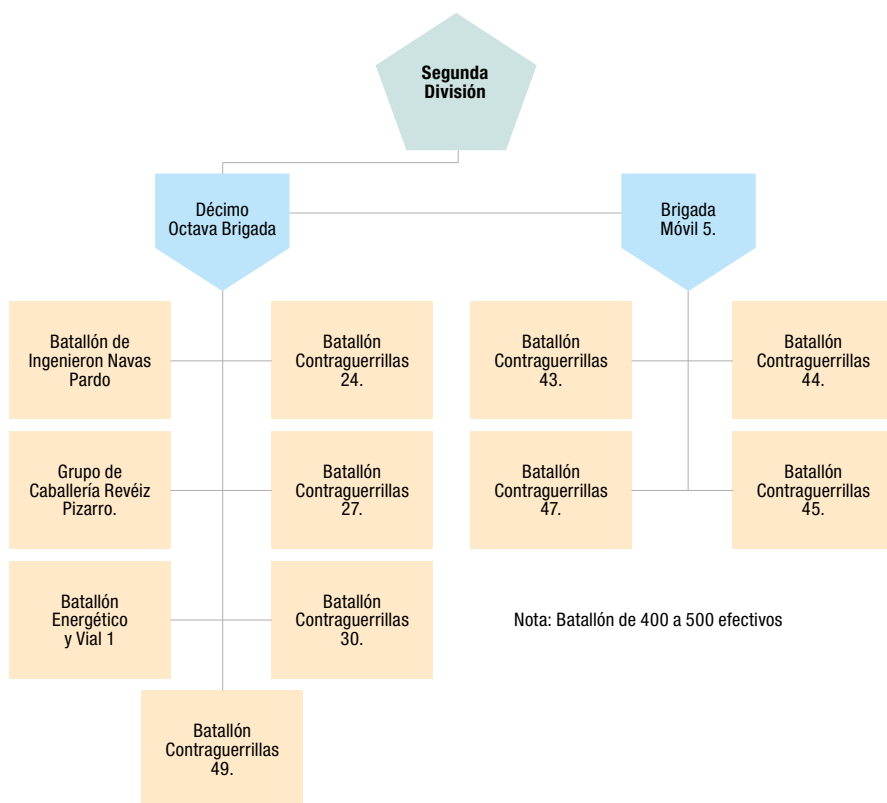 Segunda
División
Décimo
Octava Brigada
Brigada
Móvil 5.
Batallón de
Ingenieron Navas
Pardo
Batallón
Contraguerrillas
24.
Batallón
Contraguerrillas
43.
Batallón
Contraguerrillas
44.
Grupo de
Caballería Revéiz
Pizarro.
Batallón
Contraguerrillas
27.
Batallón
Contraguerrillas
47.
Batallón
Contraguerrillas
45.
Batallón
Energético
y Vial 1
Batallón
Contraguerrillas
30.
Nota: Batallón de 400 a 500 efectivos
Batallón
Contraguerrillas
49.